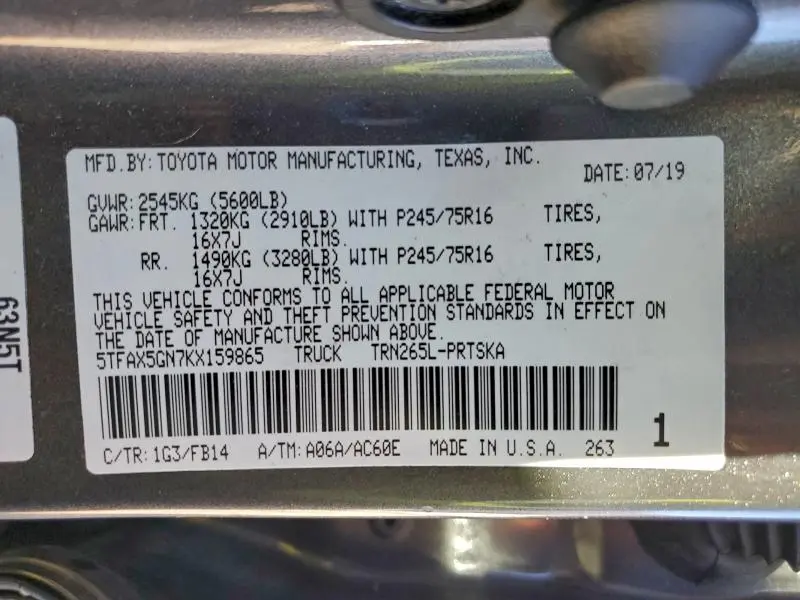 MFD.BY: TOYOTA MOTOR MANUFACTURING, TEXAS, INC.
DATE: 07/19
GVWR: 2545KG (5600LB)
GAWR: FRT. 1320KG (2910LB) WITH P245/75R16 TIRES,
16X7J RIMS.
RR. 1490KG (3280LB) WITH P245/75R16 TIRES,
16X7J RIMS.
THIS VEHICLE CONFORMS TO ALL APPLICABLE FEDERAL MOTOR
VEHICLE SAFETY AND THEFT PREVENTION STANDARDS IN EFFECT ON
THE DATE OF MANUFACTURE SHOWN ABOVE.
5TFAX5GN7KX159865 TRUCK TRN265L-PRTSKA
C/TR: 1G3/FB14 A/TM: A06A/AC60E MADE IN U.S.A. 263
1
63N5T